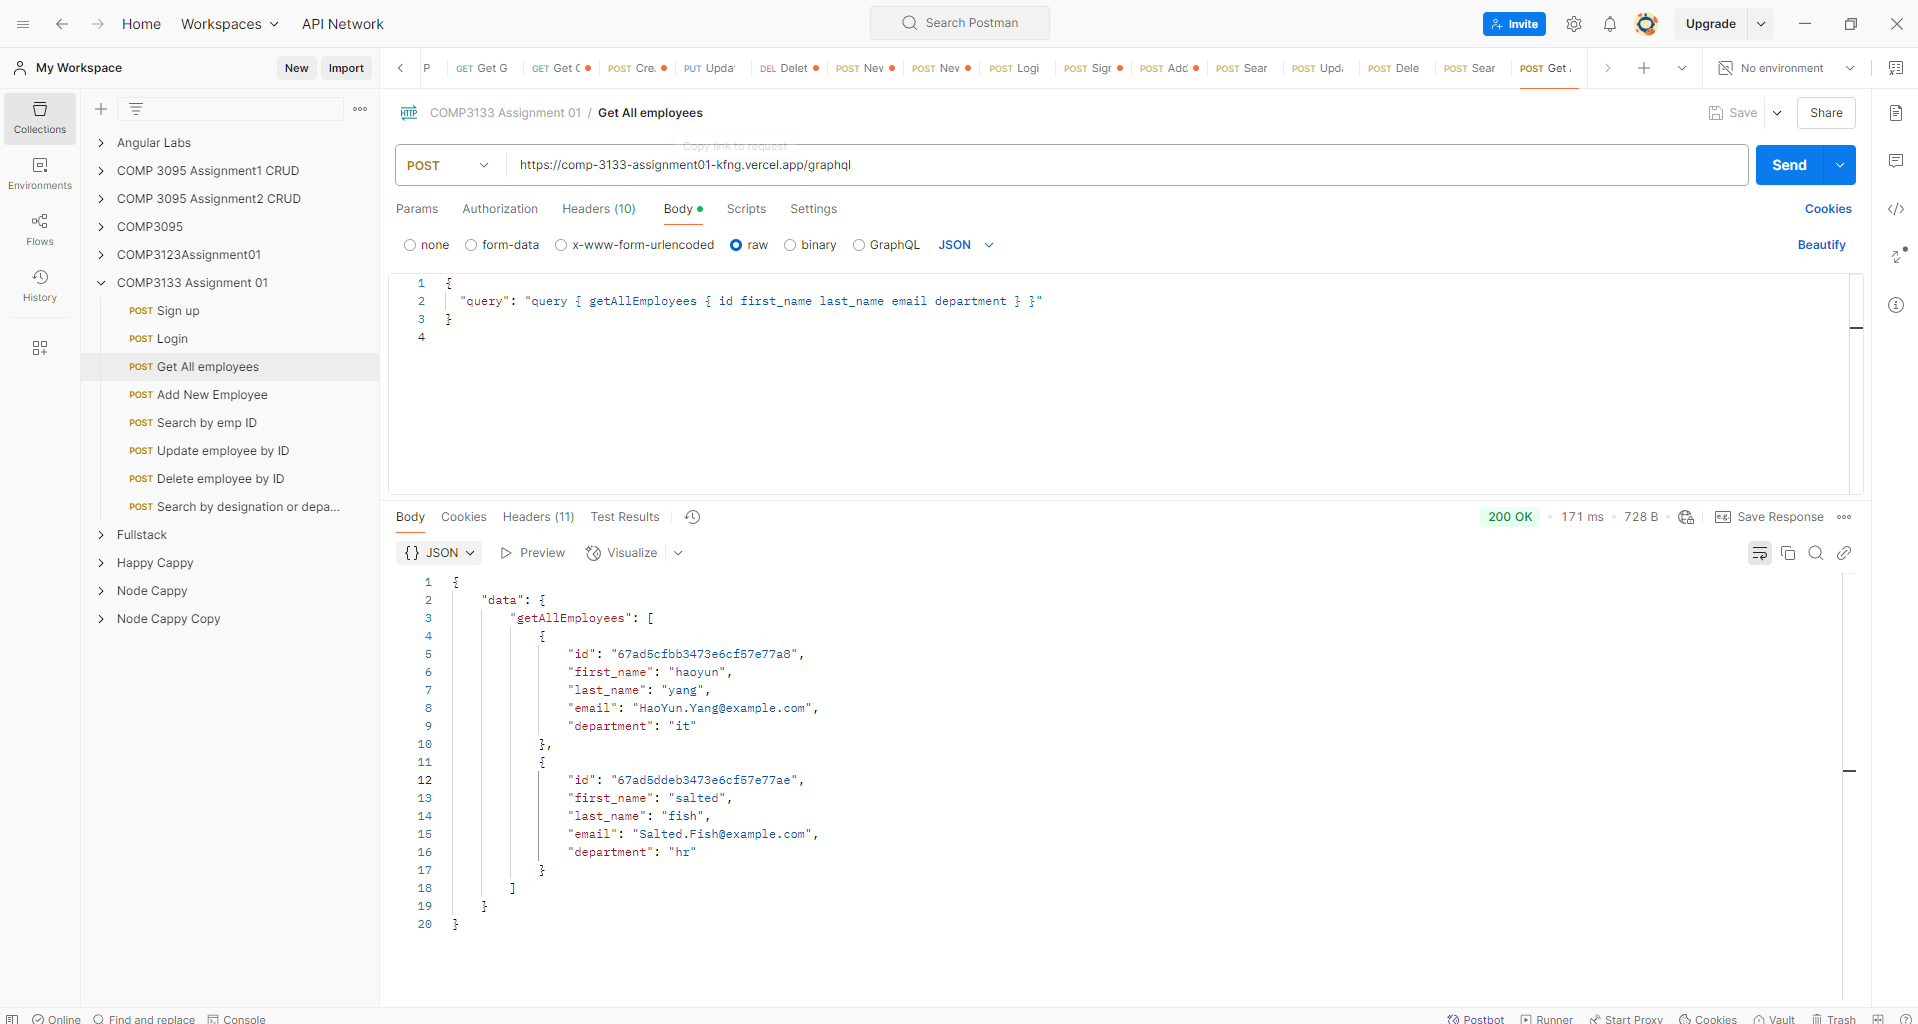 Home Workspaces API Network Search Postman Invite Upgrade
My Workspace New Import P GET Get G GET Get C POST Cre PUT Upda DEL Delet POST Nev POST Nev POST Logi POST Sigr POST Add POST Sear POST Upd POST Dele POST Sear POST Get No environment
Collections
Environments
Flows
History
Angular Labs
COMP 3095 Assignment1 CRUD
COMP 3095 Assignment2 CRUD
COMP3095
COMP3123Assignment01
COMP3133 Assignment 01
POST Sign up
POST Login
POST Get All employees
POST Add New Employee
POST Search by emp ID
POST Update employee by ID
POST Delete employee by ID
POST Search by designation or depa...
Fullstack
Happy Cappy
Node Cappy
Node Cappy Copy
HTTP COMP3133 Assignment 01 / Get All employees Save Share
Copy link to request
POST https://comp-3133-assignment01-kfng.vercel.app/graphql Send
Params Authorization Headers (10) Body Scripts Settings Cookies
none form-data x-www-form-urlencoded raw binary GraphQL JSON Beautify
1 {
2 "query": "query { getAllEmployees { id first_name last_name email department } }"
3 }
4
Body Cookies Headers (11) Test Results 200 OK 171 ms 728 B e.g. Save Response
{} JSON Preview Visualize
1 {
2 "data": {
3 "getAllEmployees": [
4 {
5 "id": "67ad5cfbb3473e6cf57e77a8",
6 "first_name": "haoyun",
7 "last_name": "yang",
8 "email": "HaoYun.Yang@example.com",
9 "department": "it"
10 },
11 {
12 "id": "67ad5ddeb3473e6cf57e77ae",
13 "first_name": "salted",
14 "last_name": "fish",
15 "email": "Salted.Fish@example.com",
16 "department": "hr"
17 }
18 ]
19 }
20 }
Online Find and replace Console Postbot Runner Start Proxy Cookies Vault Trash